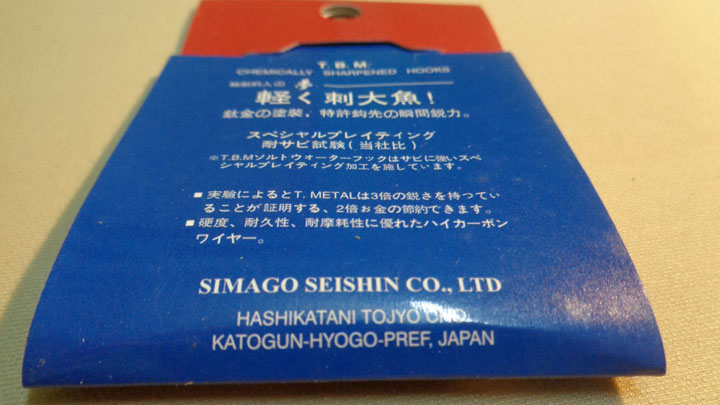 T. B. M.
CHEMICALLY SHARPENED HOOKS
夢
軽く刺大魚！
鈦金の塗装，特許鈎先の瞬間鋭力。
スペシャルプレイティング
耐サビ試験（当社比）
※T.B.Mソルトウォーターフックはサビに強いスペ
シャルプレイティング加工を施しています。
■ 実験によるとT. METALは3倍の鋭さを持ってい
ることが証明する、2倍お金の節約できます。
■ 硬度、耐久性、耐摩耗性に優れたハイカーボン
ワイヤー。
SIMAGO SEISHIN CO., LTD
HASHIKATANI TOJYO CHO
KATOGUN-HYOGO-PREF, JAPAN